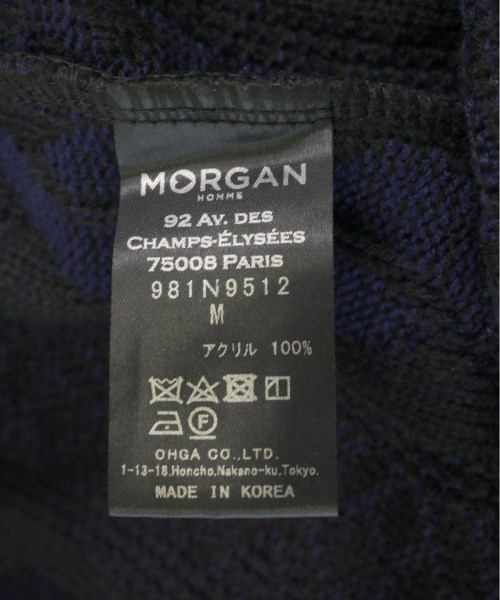 MORGAN
HOMME
92 AV. DES
CHAMPS-ÉLYSÉES
75008 PARIS
981N9512
M
アクリル 100%
F
OHGA CO.,LTD.
1-13-18,Honcho,Nakano-ku,Tokyo.
MADE IN KOREA